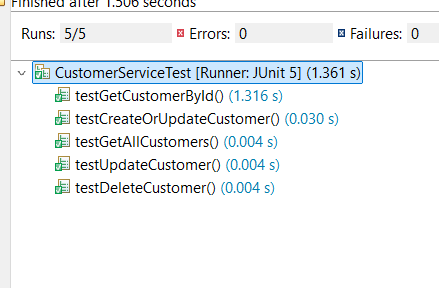 Finished after 1.506 seconds
Runs: 5/5 Errors: 0 Failures: 0
CustomerServiceTest [Runner: JUnit 5] (1.361 s)
testGetCustomerById() (1.316 s)
testCreateOrUpdateCustomer() (0.030 s)
testGetAllCustomers() (0.004 s)
testUpdateCustomer() (0.004 s)
testDeleteCustomer() (0.004 s)